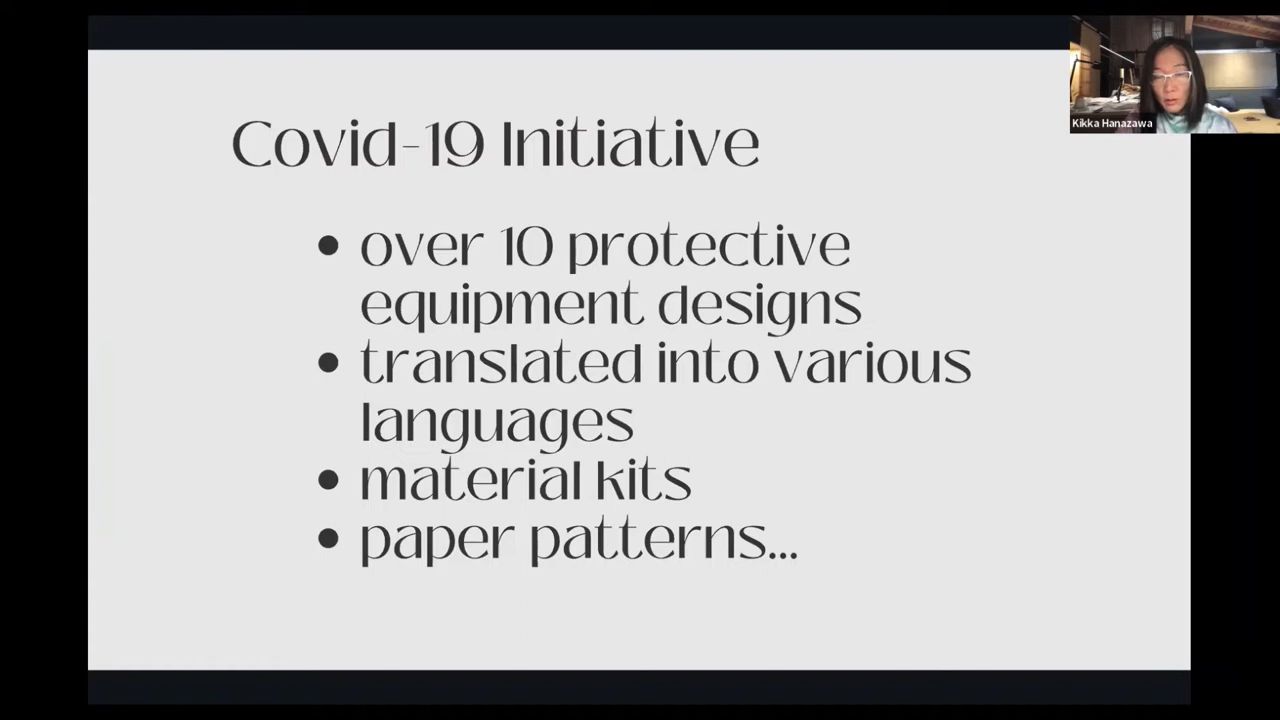 Covid-19 Initiative
• over 10 protective
equipment designs
• translated into various
languages
• material kits
• paper patterns...
Kikka Hanazawa